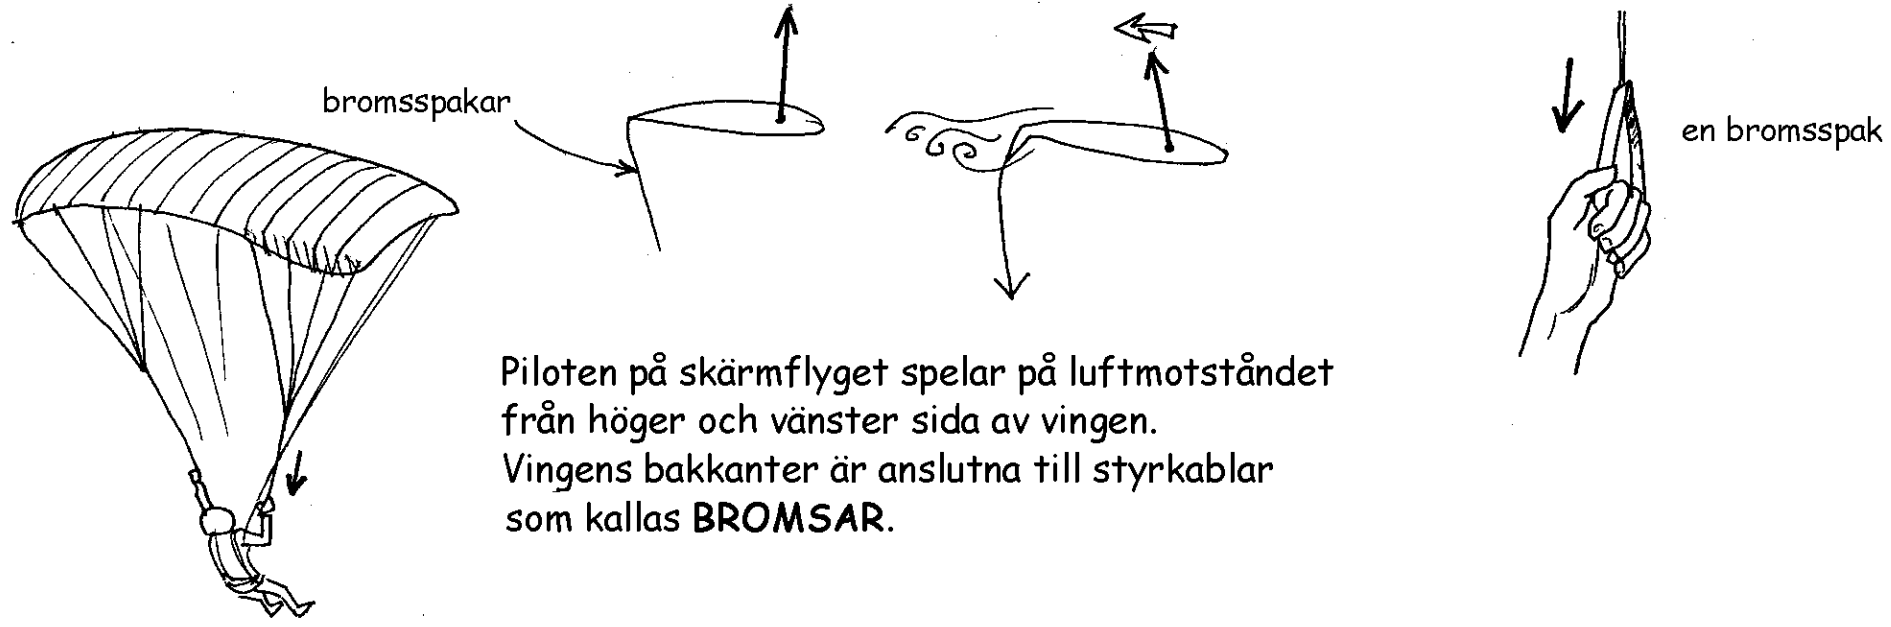 bromsspakar
en bromsspak
Piloten på skärmflyget spelar på luftmotståndet
från höger och vänster sida av vingen.
Vingens bakkanter är anslutna till styrkablar
som kallas BROMSAR.